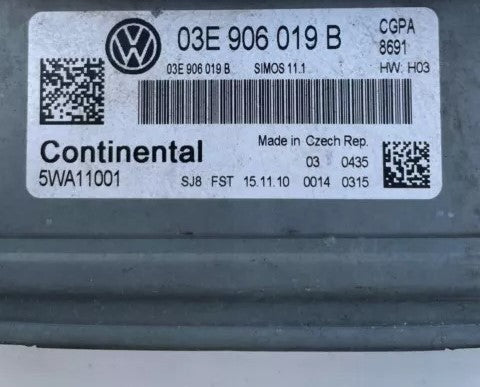 03E 906 019 B CGPA
8691
03E 906 019 B SIMOS 11.1 HW: H03
Continental Made in Czech Rep.
03 0435
5WA11001 SJ8 FST 15.11.10 0014 0315